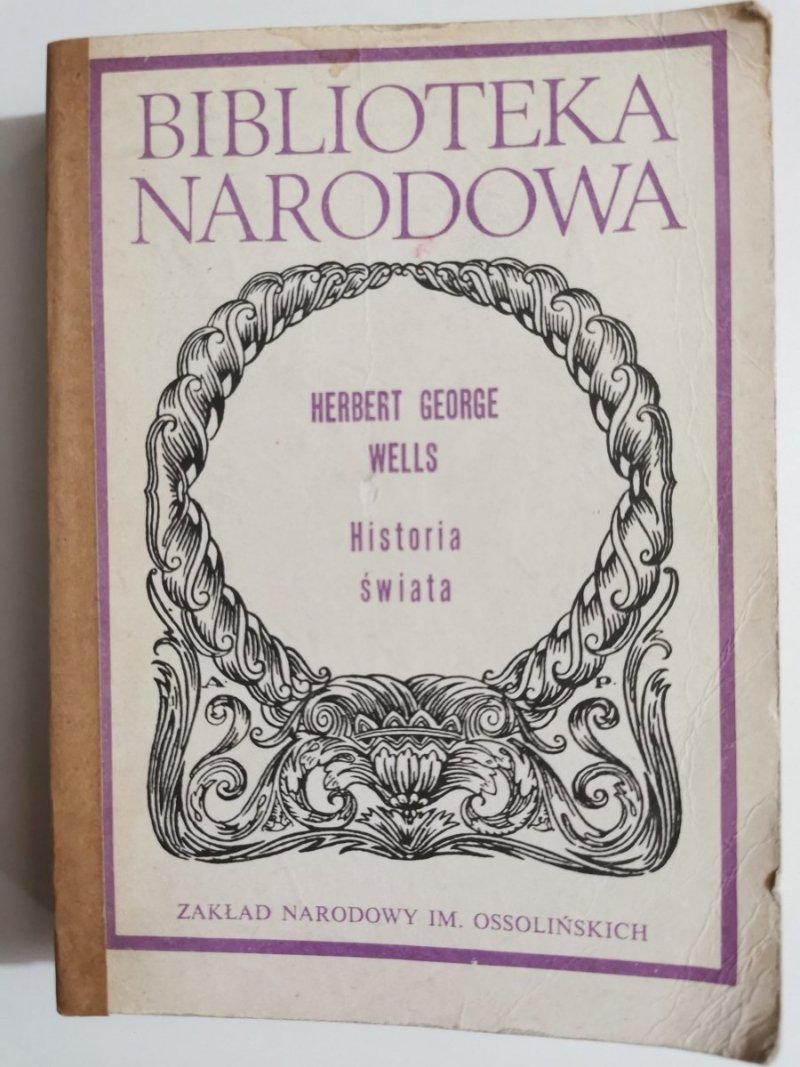 BIBLIOTEKA
NARODOWA
HERBERT GEORGE
WELLS
Historia
świata
A. P.
ZAKŁAD NARODOWY IM. OSSOLIŃSKICH